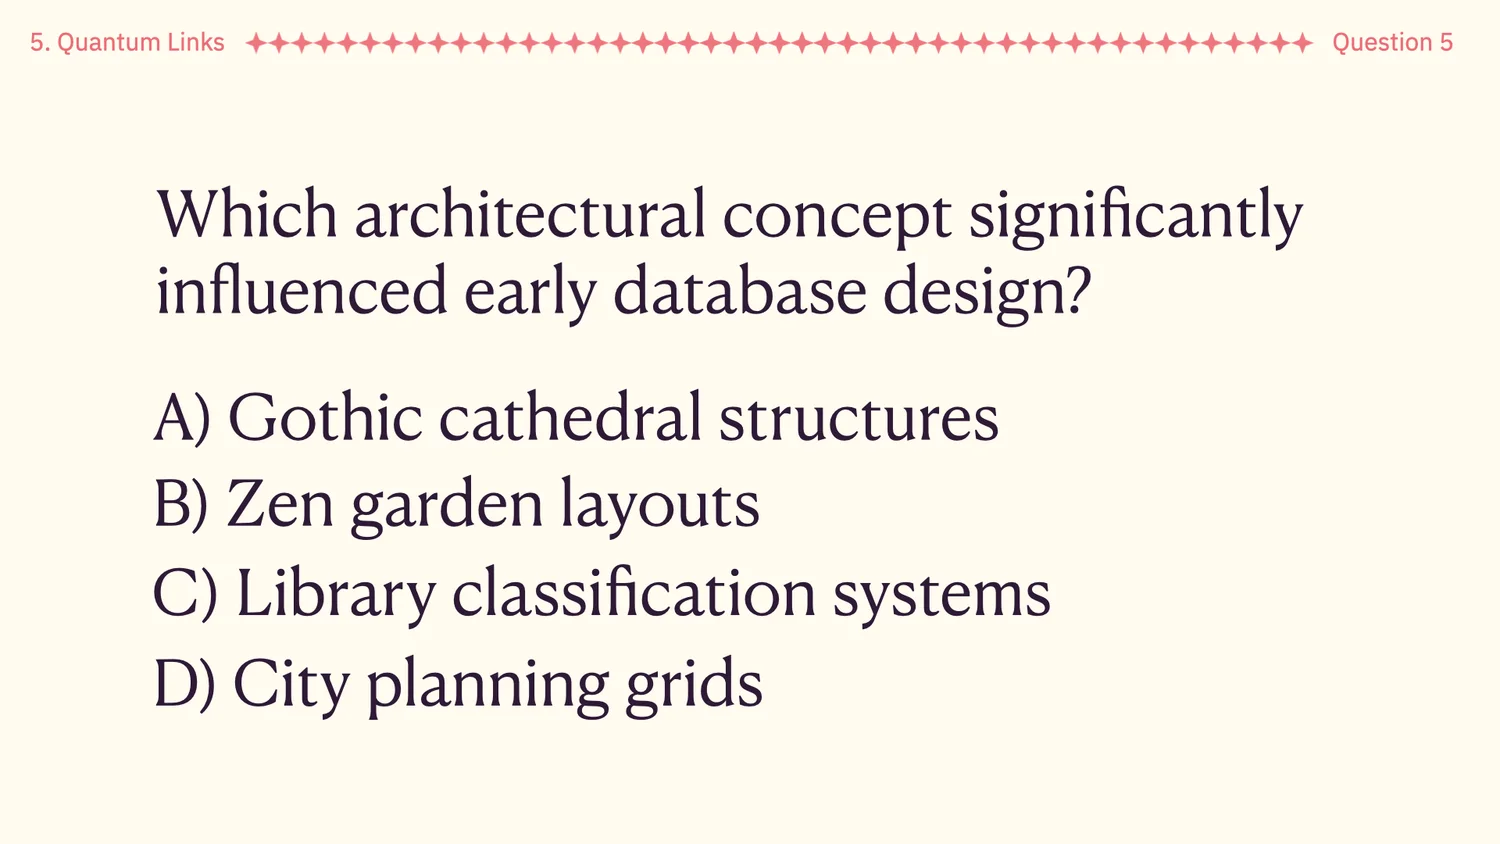 5. Quantum Links
Question 5
Which architectural concept significantly
influenced early database design?
A) Gothic cathedral structures
B) Zen garden layouts
C) Library classification systems
D) City planning grids